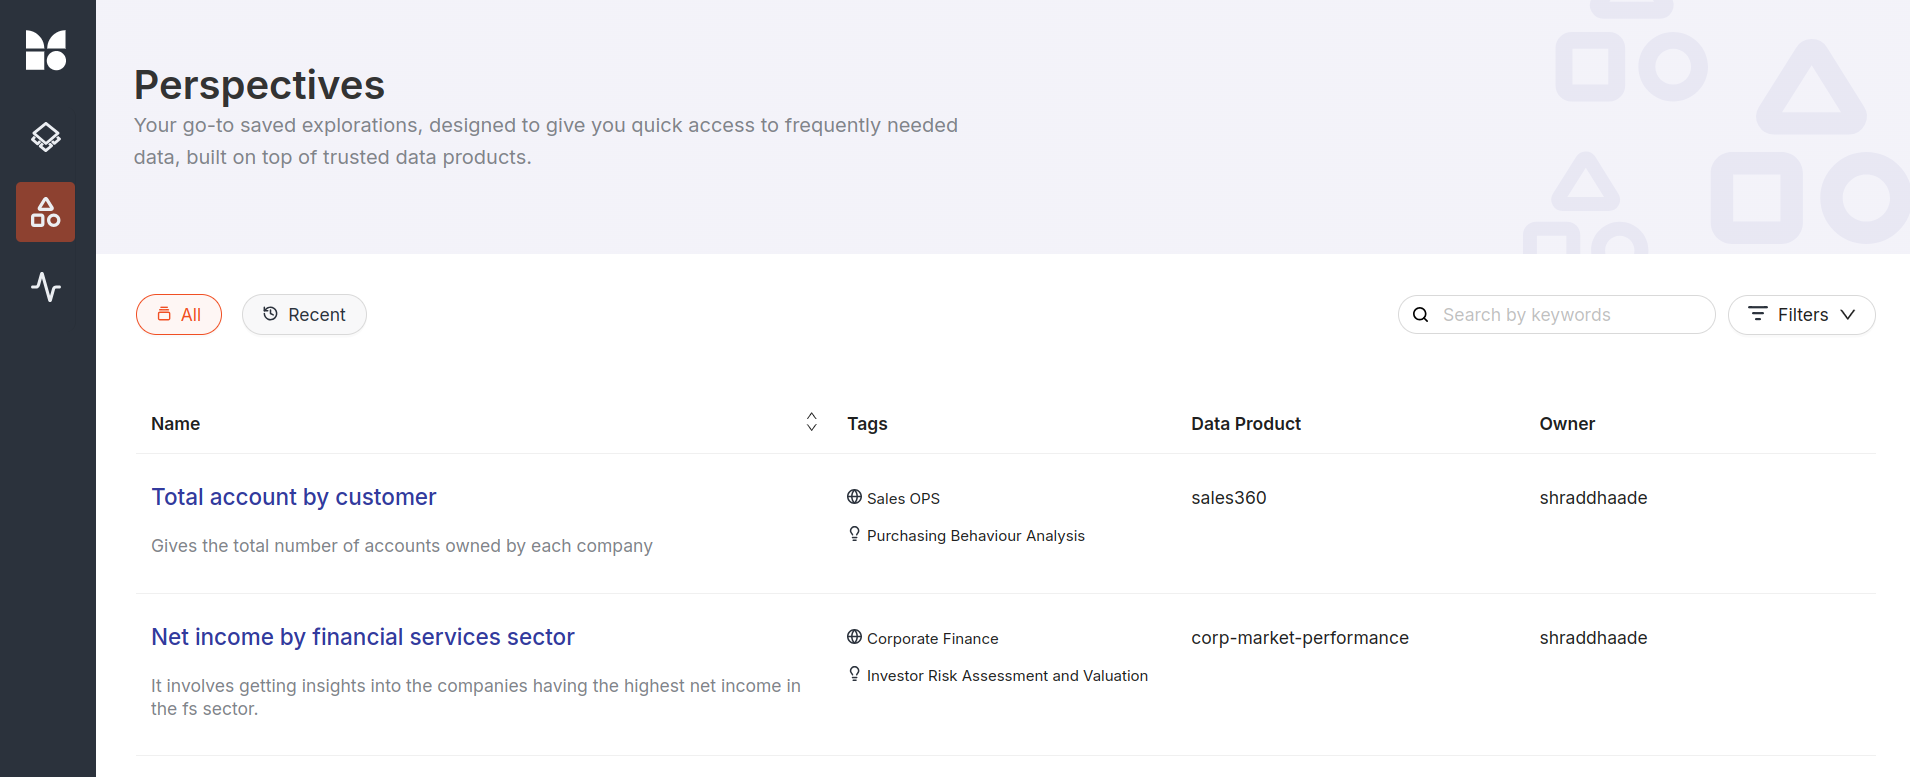 Perspectives
Your go-to saved explorations, designed to give you quick access to frequently needed
data, built on top of trusted data products.
All
Recent
Search by keywords
Filters
Name
Tags
Data Product
Owner
Total account by customer
Gives the total number of accounts owned by each company
Sales OPS
Purchasing Behaviour Analysis
sales360
shraddhaade
Net income by financial services sector
It involves getting insights into the companies having the highest net income in
the fs sector.
Corporate Finance
Investor Risk Assessment and Valuation
corp-market-performance
shraddhaade